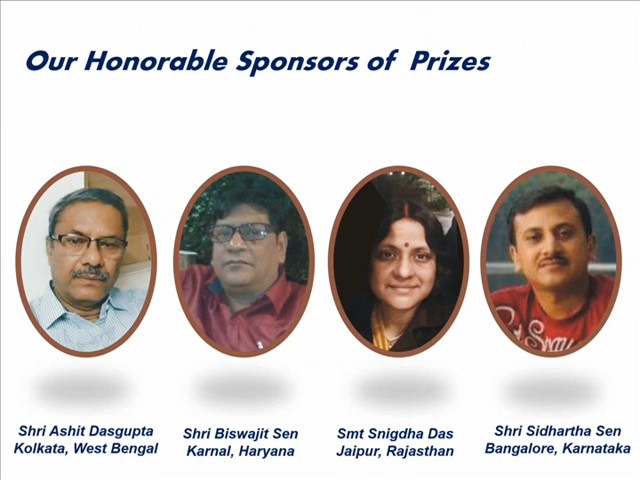 Our Honorable Sponsors of Prizes
Shri Ashit Dasgupta
Kolkata, West Bengal
Shri Biswajit Sen
Karnal, Haryana
Smt Snigdha Das
Jaipur, Rajasthan
Shri Sidhartha Sen
Bangalore, Karnataka